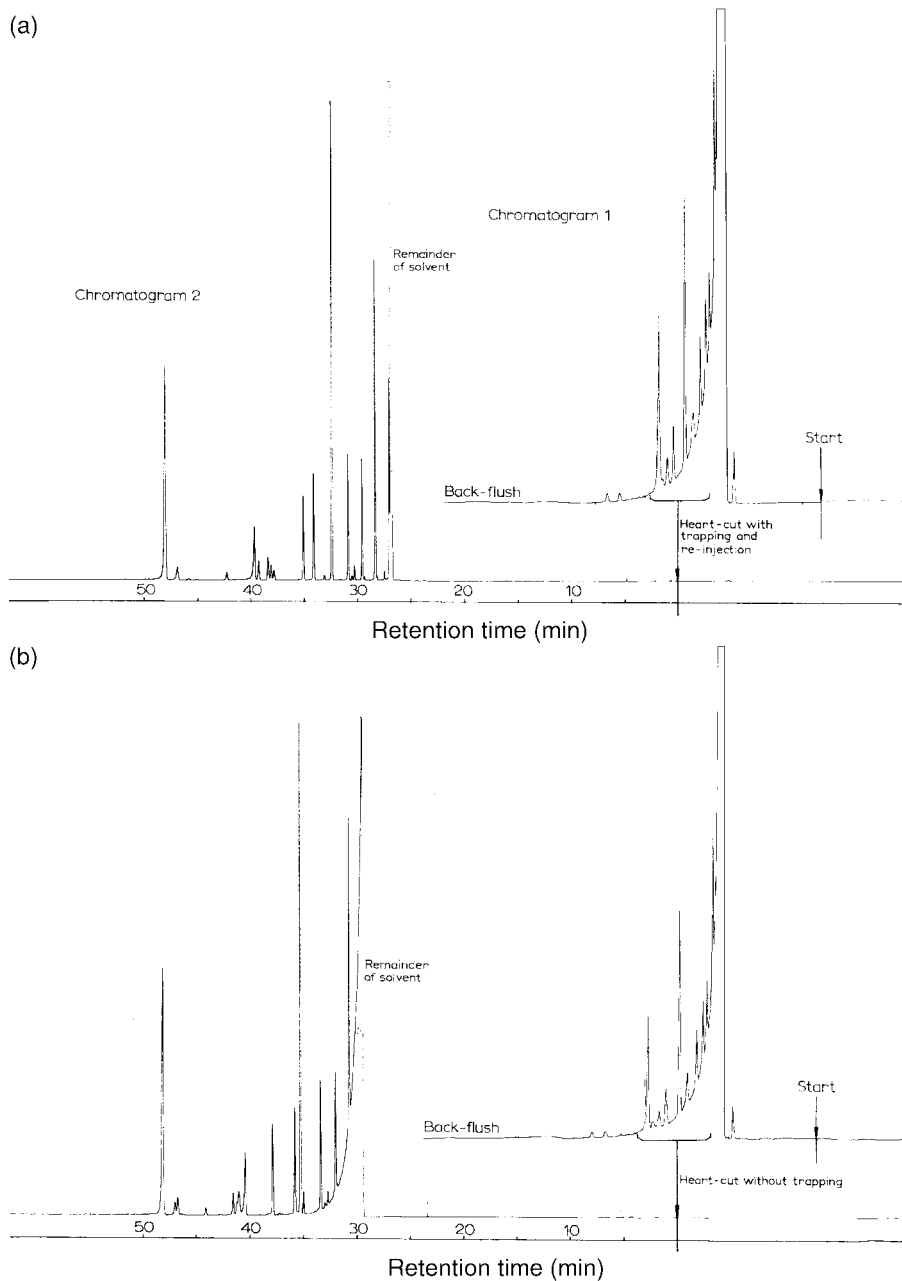 (a)
Chromatogram 1
Remainder
of solvent
Chromatogram 2
Start
Back-flush
Heart-cut with
trapping and
re-injection
50 40 30 20 10
Retention time (min)
(b)
Remaincer
of solvent
Start
Back-flush
Heart-cut without trapping
50 40 30 20 10
Retention time (min)